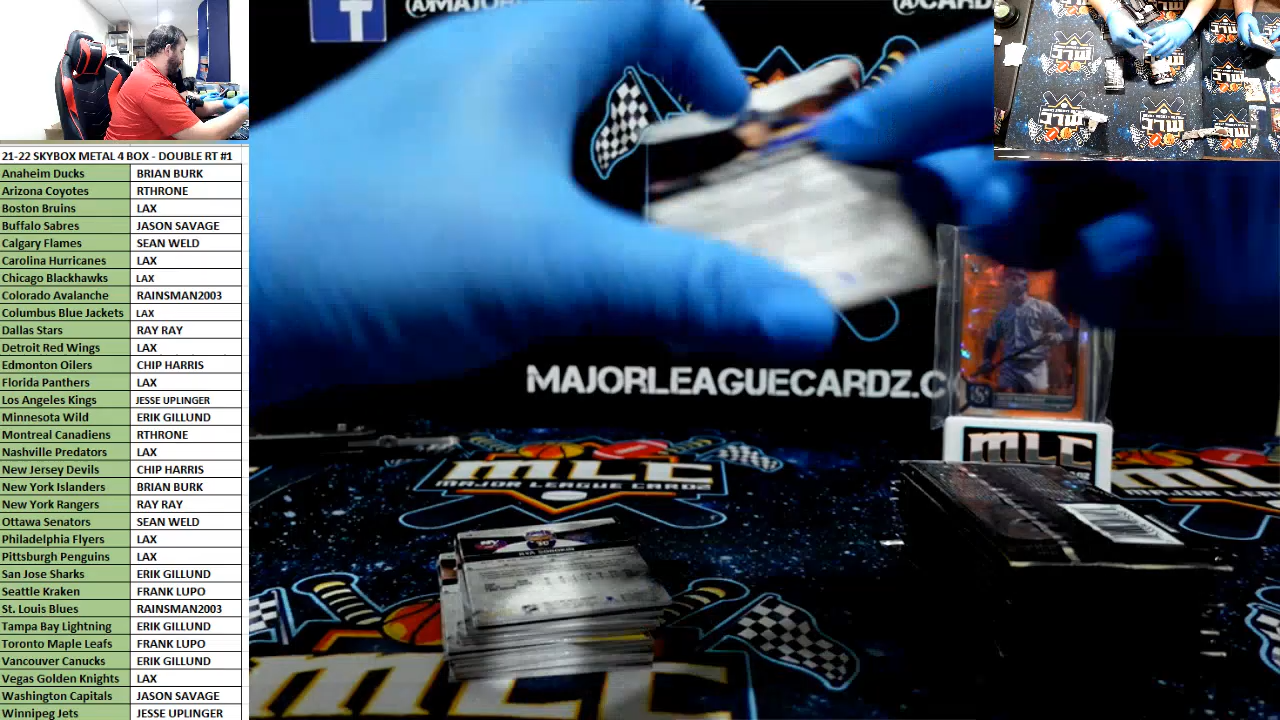 21-22 SKYBOX METAL 4 BOX - DOUBLE RT #1
Anaheim Ducks BRIAN BURK
Arizona Coyotes RTHRONE
Boston Bruins LAX
Buffalo Sabres JASON SAVAGE
Calgary Flames SEAN WELD
Carolina Hurricanes LAX
Chicago Blackhawks LAX
Colorado Avalanche RAINSMAN2003
Columbus Blue Jackets LAX
Dallas Stars RAY RAY
Detroit Red Wings LAX
Edmonton Oilers CHIP HARRIS
Florida Panthers LAX
Los Angeles Kings JESSE UPLINGER
Minnesota Wild ERIK GILLUND
Montreal Canadiens RTHRONE
Nashville Predators LAX
New Jersey Devils CHIP HARRIS
New York Islanders BRIAN BURK
New York Rangers RAY RAY
Ottawa Senators SEAN WELD
Philadelphia Flyers LAX
Pittsburgh Penguins LAX
San Jose Sharks ERIK GILLUND
Seattle Kraken FRANK LUPO
St. Louis Blues RAINSMAN2003
Tampa Bay Lightning ERIK GILLUND
Toronto Maple Leafs FRANK LUPO
Vancouver Canucks ERIK GILLUND
Vegas Golden Knights LAX
Washington Capitals JASON SAVAGE
Winnipeg Jets JESSE UPLINGER
MAJORLEAGUECARDZ.C
MLC
MLC
MAJOR LEAGUE CARDZ
MLC